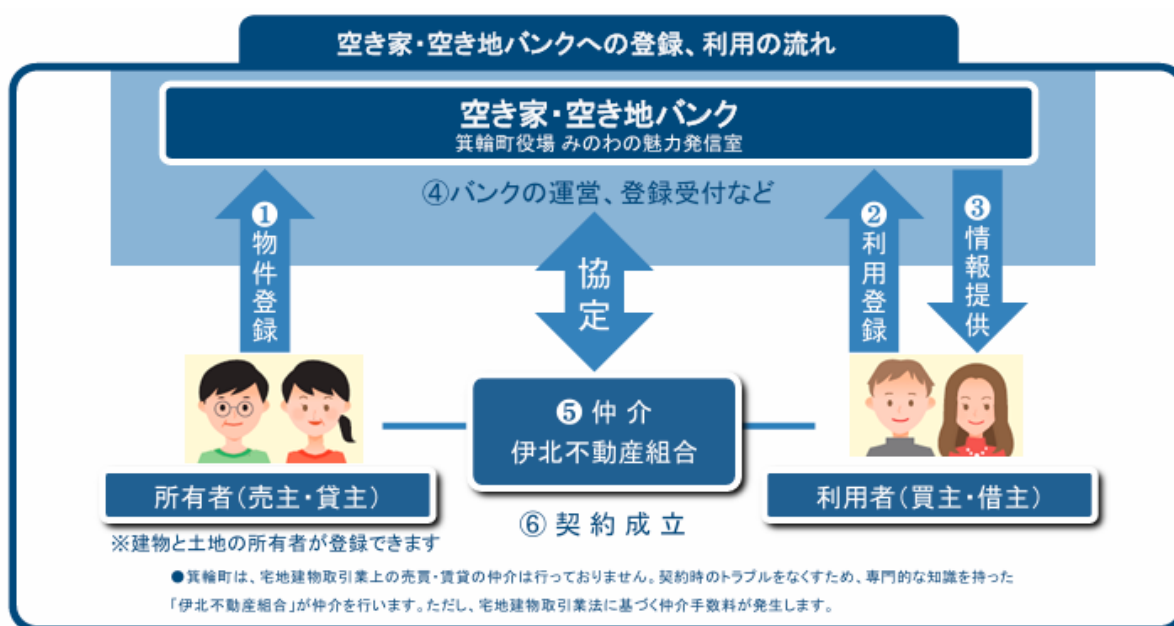 空き家・空き地バンクへの登録、利用の流れ
空き家・空き地バンク
箕輪町役場 みのわの魅力発信室
④バンクの運営、登録受付など
❶物件登録
協定
❷利用登録
❸情報提供
❺仲介
伊北不動産組合
所有者(売主・貸主)
利用者(買主・借主)
⑥契約成立
※建物と土地の所有者が登録できます
●箕輪町は、宅地建物取引業上の売買・賃貸の仲介は行っておりません。契約時のトラブルをなくすため、専門的な知識を持った
「伊北不動産組合」が仲介を行います。ただし、宅地建物取引業法に基づく仲介手数料が発生します。